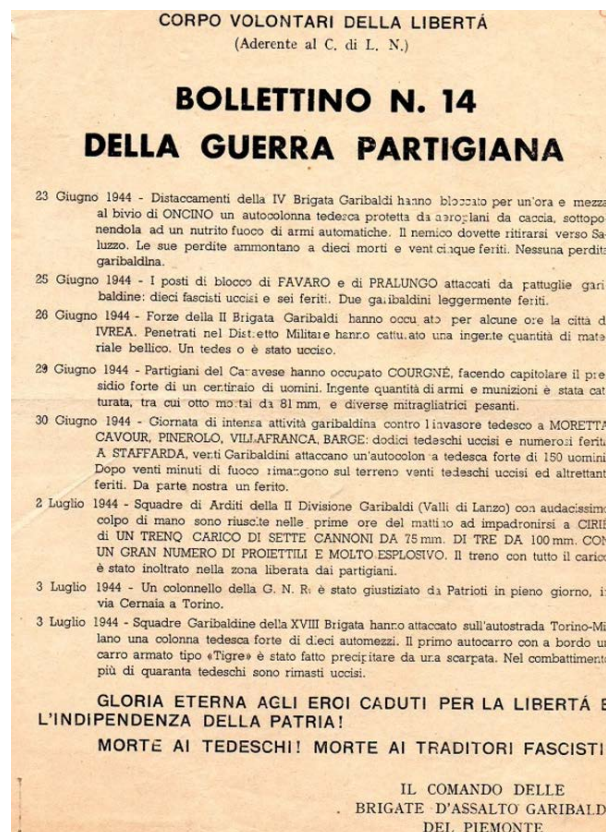 CORPO VOLONTARI DELLA LIBERTÁ
(Aderente al C. di L. N.)
BOLLETTINO N. 14
DELLA GUERRA PARTIGIANA
23 Giugno 1944 - Distaccamenti della IV Brigata Garibaldi hanno bloccato per un'ora e mezza
al bivio di ONCINO un autocolonna tedesca protetta da aeroplani da caccia, sottopo-
nendola ad un nutrito fuoco di armi automatiche. Il nemico dovette ritirarsi verso Sa-
luzzo. Le sue perdite ammontano a dieci morti e venticinque feriti. Nessuna perdita
garibaldina.
25 Giugno 1944 - I posti di blocco di FAVARO e di PRALUNGO attaccati da pattuglie gari-
baldine: dieci fascisti uccisi e sei feriti. Due garibaldini leggermente feriti.
26 Giugno 1944 - Forze della II Brigata Garibaldi hanno occu ato per alcune ore la città di
IVREA. Penetrati nel Distretto Militare hanno cattu.ato una ingente quantità di mate-
riale bellico. Un tedes o è stato ucciso.
29 Giugno 1944 - Partigiani del Canavese hanno occupato COURGNÉ, facendo capitolare il pre-
sidio forte di un centinaio di uomini. Ingente quantità di armi e munizioni è stata cat-
turata, tra cui otto mortai da 81 mm, e diverse mitragliatrici pesanti.
30 Giugno 1944 - Giornata di intensa attività garibaldina contro l'invasore tedesco a MORETTA,
CAVOUR, PINEROLO, VILLAFRANCA, BARGE: dodici tedeschi uccisi e numerosi feriti.
A STAFFARDA, venti Garibaldini attaccano un'autocolon a tedesca forte di 150 uomini.
Dopo venti minuti di fuoco rimangono sul terreno venti tedeschi uccisi ed altrettanti
feriti. Da parte nostra un ferito.
2 Luglio 1944 - Squadre di Arditi della II Divisione Garibaldi (Valli di Lanzo) con audacissimo
colpo di mano sono riuscite nelle prime ore del mattino ad impadronirsi a CIRIÈ
di UN TRENO CARICO DI SETTE CANNONI DA 75 mm. DI TRE DA 100 mm. CON
UN GRAN NUMERO DI PROIETTILI E MOLTO ESPLOSIVO. Il treno con tutto il carico
è stato inoltrato nella zona liberata dai partigiani.
3 Luglio 1944 - Un colonnello della G. N. R. è stato giustiziato da Patrioti in pieno giorno, in
via Cernaia a Torino.
3 Luglio 1944 - Squadre Garibaldine della XVIII Brigata hanno attaccato sull'autostrada Torino-Mi-
lano una colonna tedesca forte di dieci automezzi. Il primo autocarro con a bordo un
carro armato tipo «Tigre» è stato fatto precipitare da una scarpata. Nel combattimento
più di quaranta tedeschi sono rimasti uccisi.
GLORIA ETERNA AGLI EROI CADUTI PER LA LIBERTÁ E
L'INDIPENDENZA DELLA PATRIA!
MORTE AI TEDESCHI! MORTE AI TRADITORI FASCISTI
IL COMANDO DELLE
BRIGATE D'ASSALTO GARIBALD
DEL PIEMONTE